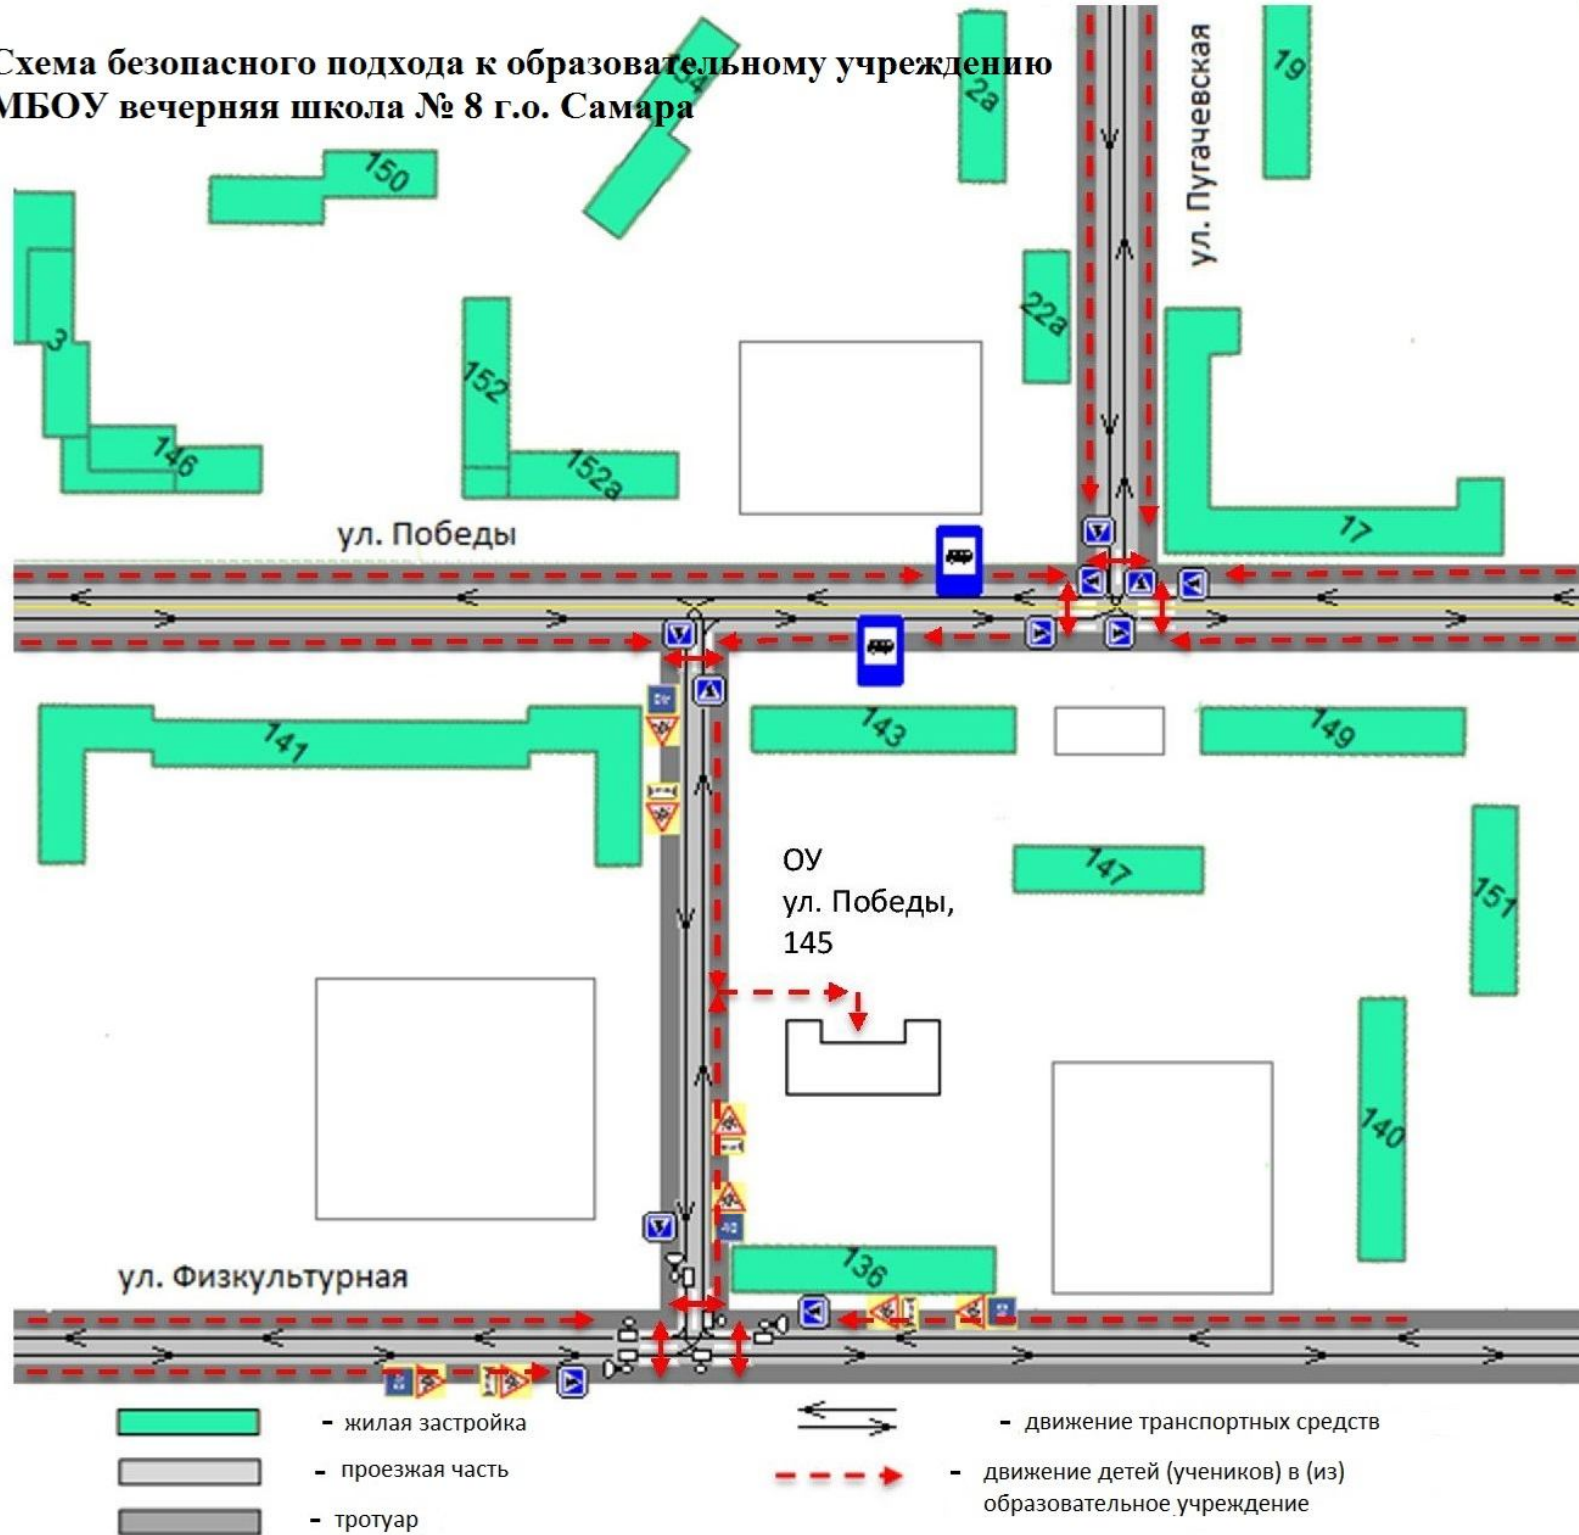 Схема безопасного подхода к образовательному учреждению
МБОУ вечерняя школа № 8 г.о. Самара
54
2а
19
ул. Пугачевская
150
22а
3
152
146
152а
17
ул. Победы
141
143
149
ОУ
ул. Победы,
145
147
151
140
136
ул. Физкультурная
- жилая застройка
- проезжая часть
- тротуар
- движение транспортных средств
- движение детей (учеников) в (из)
образовательное учреждение